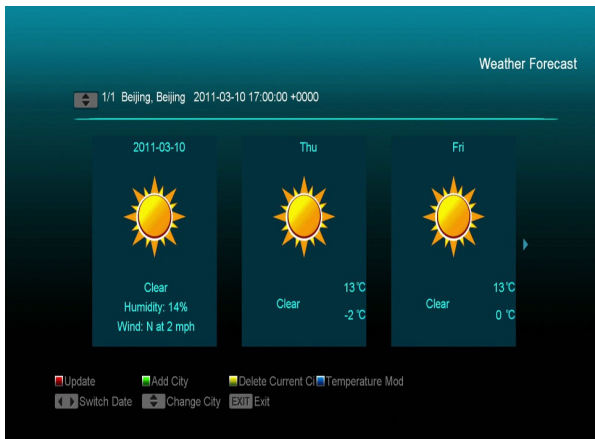 Weather Forecast
1/1 Beijing, Beijing 2011-03-10 17:00:00 +0000
2011-03-10
Clear
Humidity: 14%
Wind: N at 2 mph
Thu
13℃
Clear
-2 ℃
Fri
13℃
Clear
0 ℃
Update Add City Delete Current Ci Temperature Mod
Switch Date Change City EXIT Exit